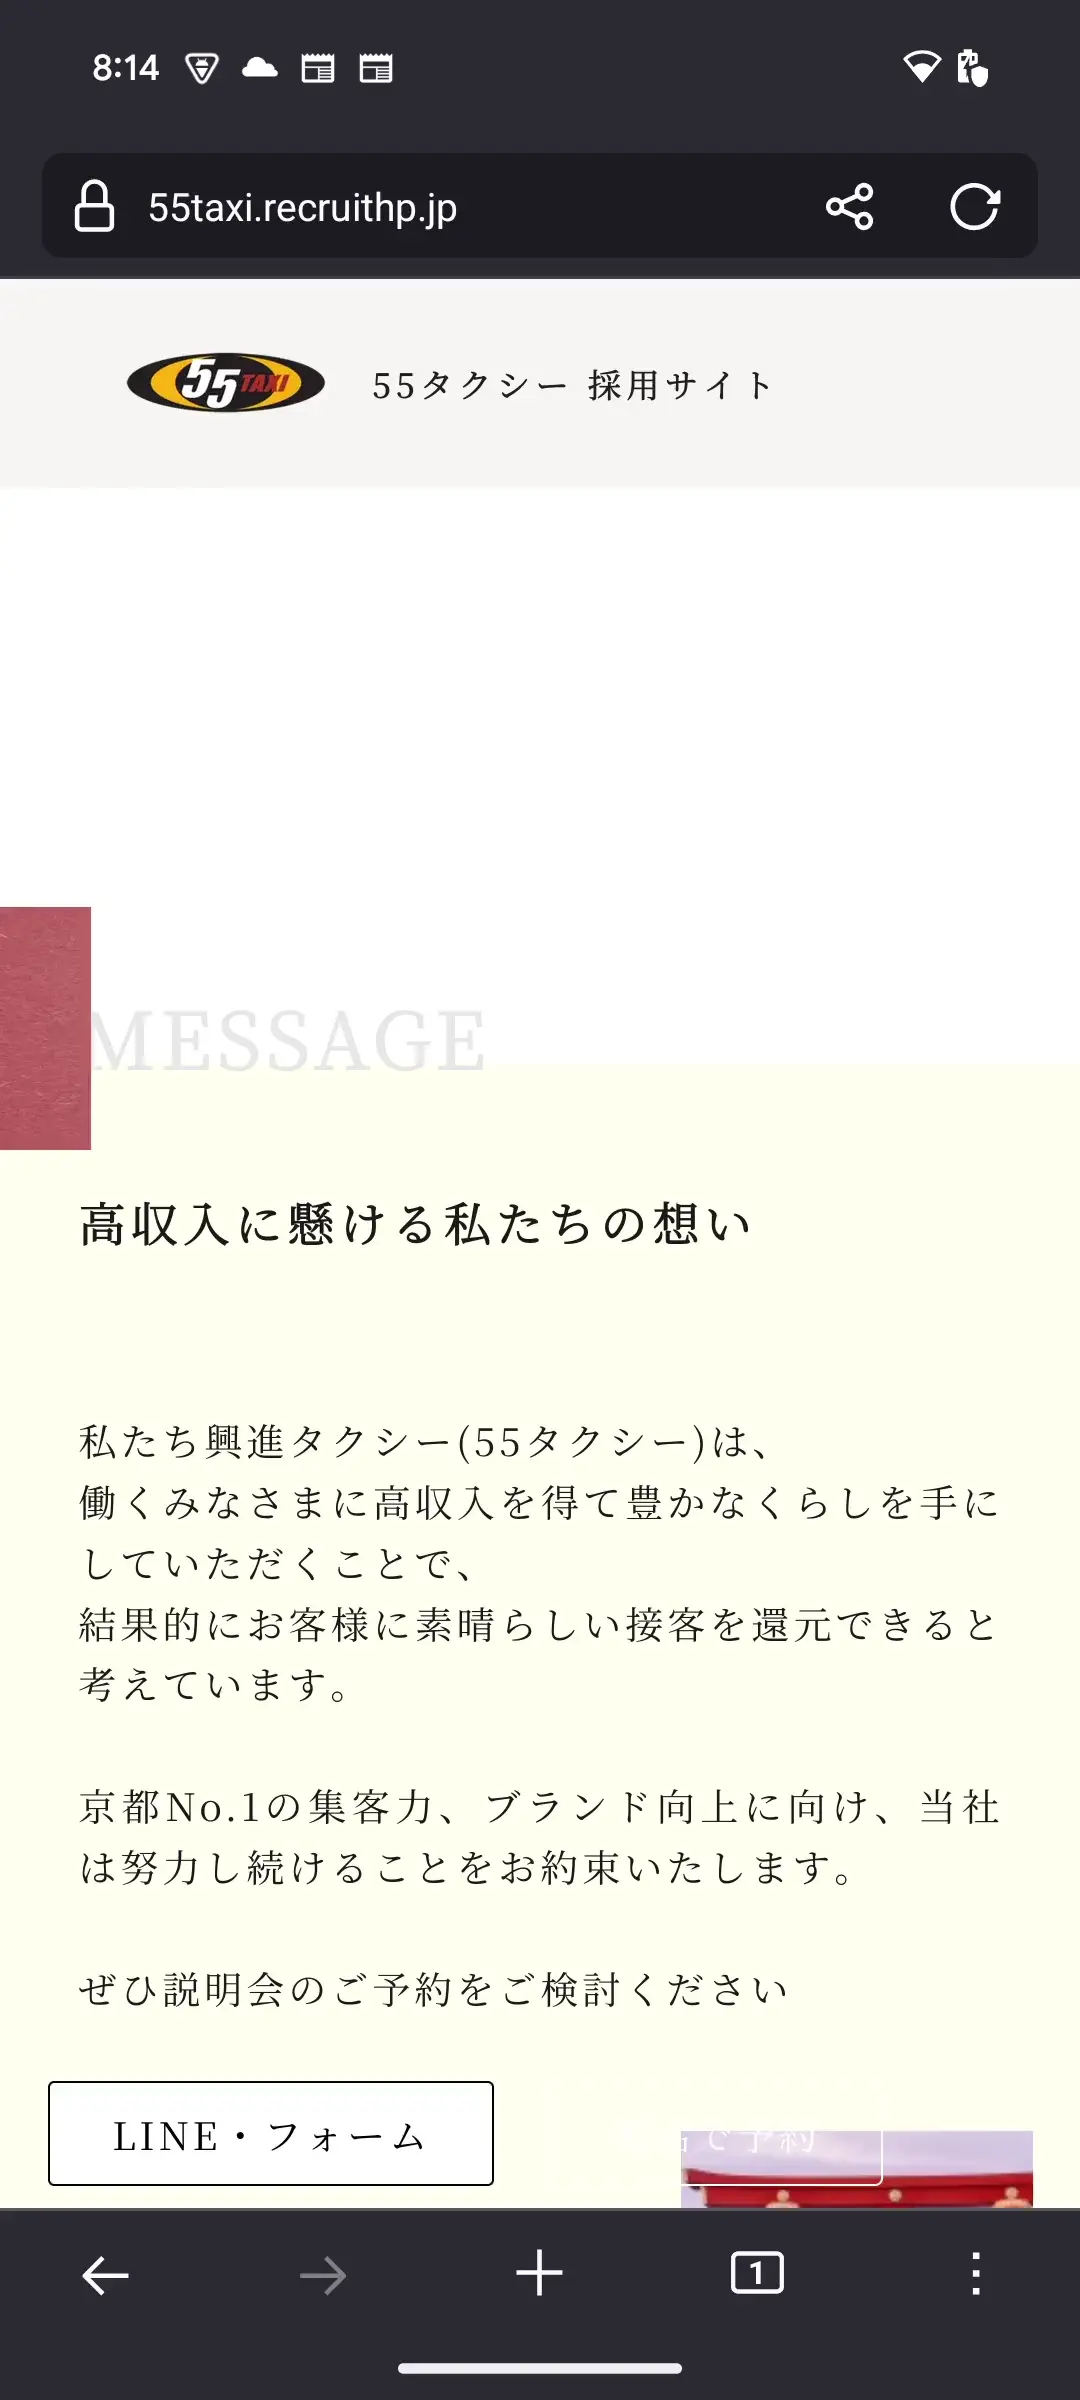 8:14
55taxi.recruithp.jp
55TAXI
55タクシー 採用サイト
MESSAGE
高収入に懸ける私たちの想い
私たち興進タクシー(55タクシー)は、
働くみなさまに高収入を得て豊かなくらしを手に
していただくことで、
結果的にお客様に素晴らしい接客を還元できると
考えています。
京都No.1の集客力、ブランド向上に向け、当社
は努力し続けることをお約束いたします。
ぜひ説明会のご予約をご検討ください
LINE・フォーム
で予約
1